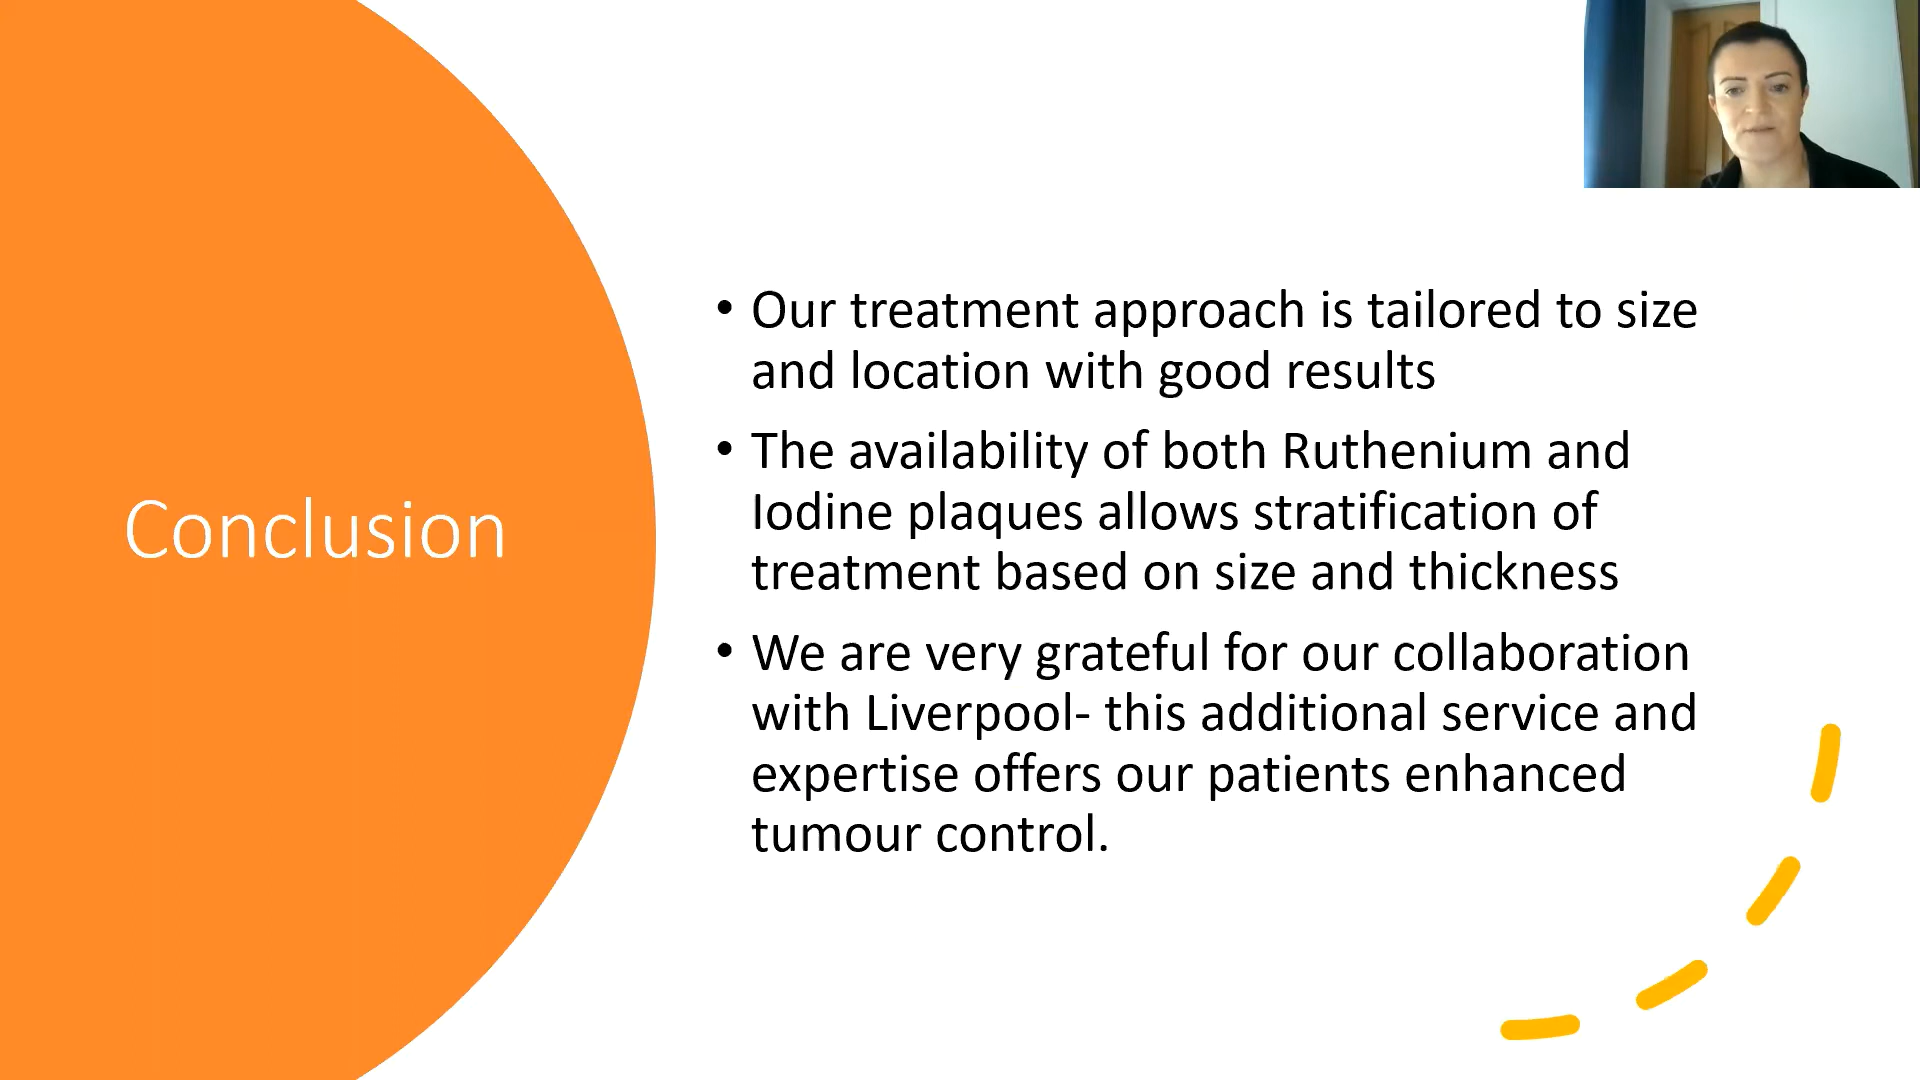 Conclusion
• Our treatment approach is tailored to size
and location with good results
• The availability of both Ruthenium and
Iodine plaques allows stratification of
treatment based on size and thickness
• We are very grateful for our collaboration
with Liverpool- this additional service and
expertise offers our patients enhanced
tumour control.